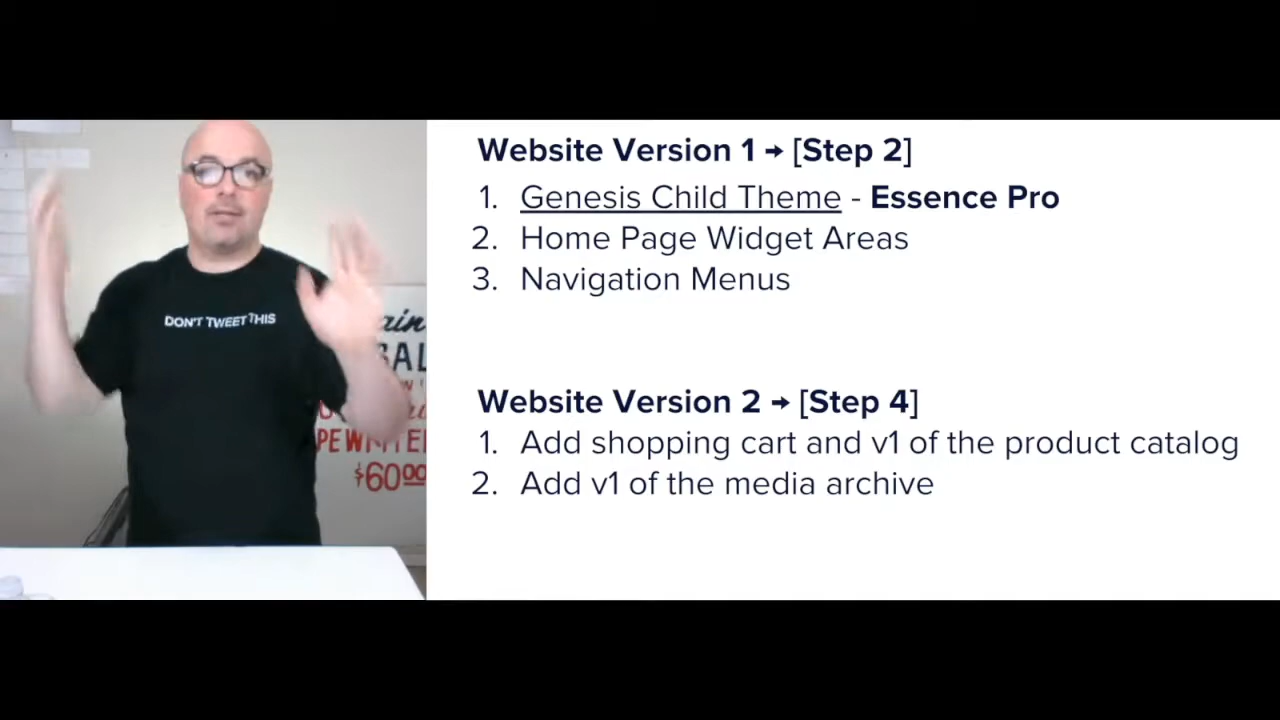 Website Version 1 → [Step 2]
1. Genesis Child Theme - Essence Pro
2. Home Page Widget Areas
3. Navigation Menus
Website Version 2 → [Step 4]
1. Add shopping cart and v1 of the product catalog
2. Add v1 of the media archive
DON'T TWEET THIS
$6000